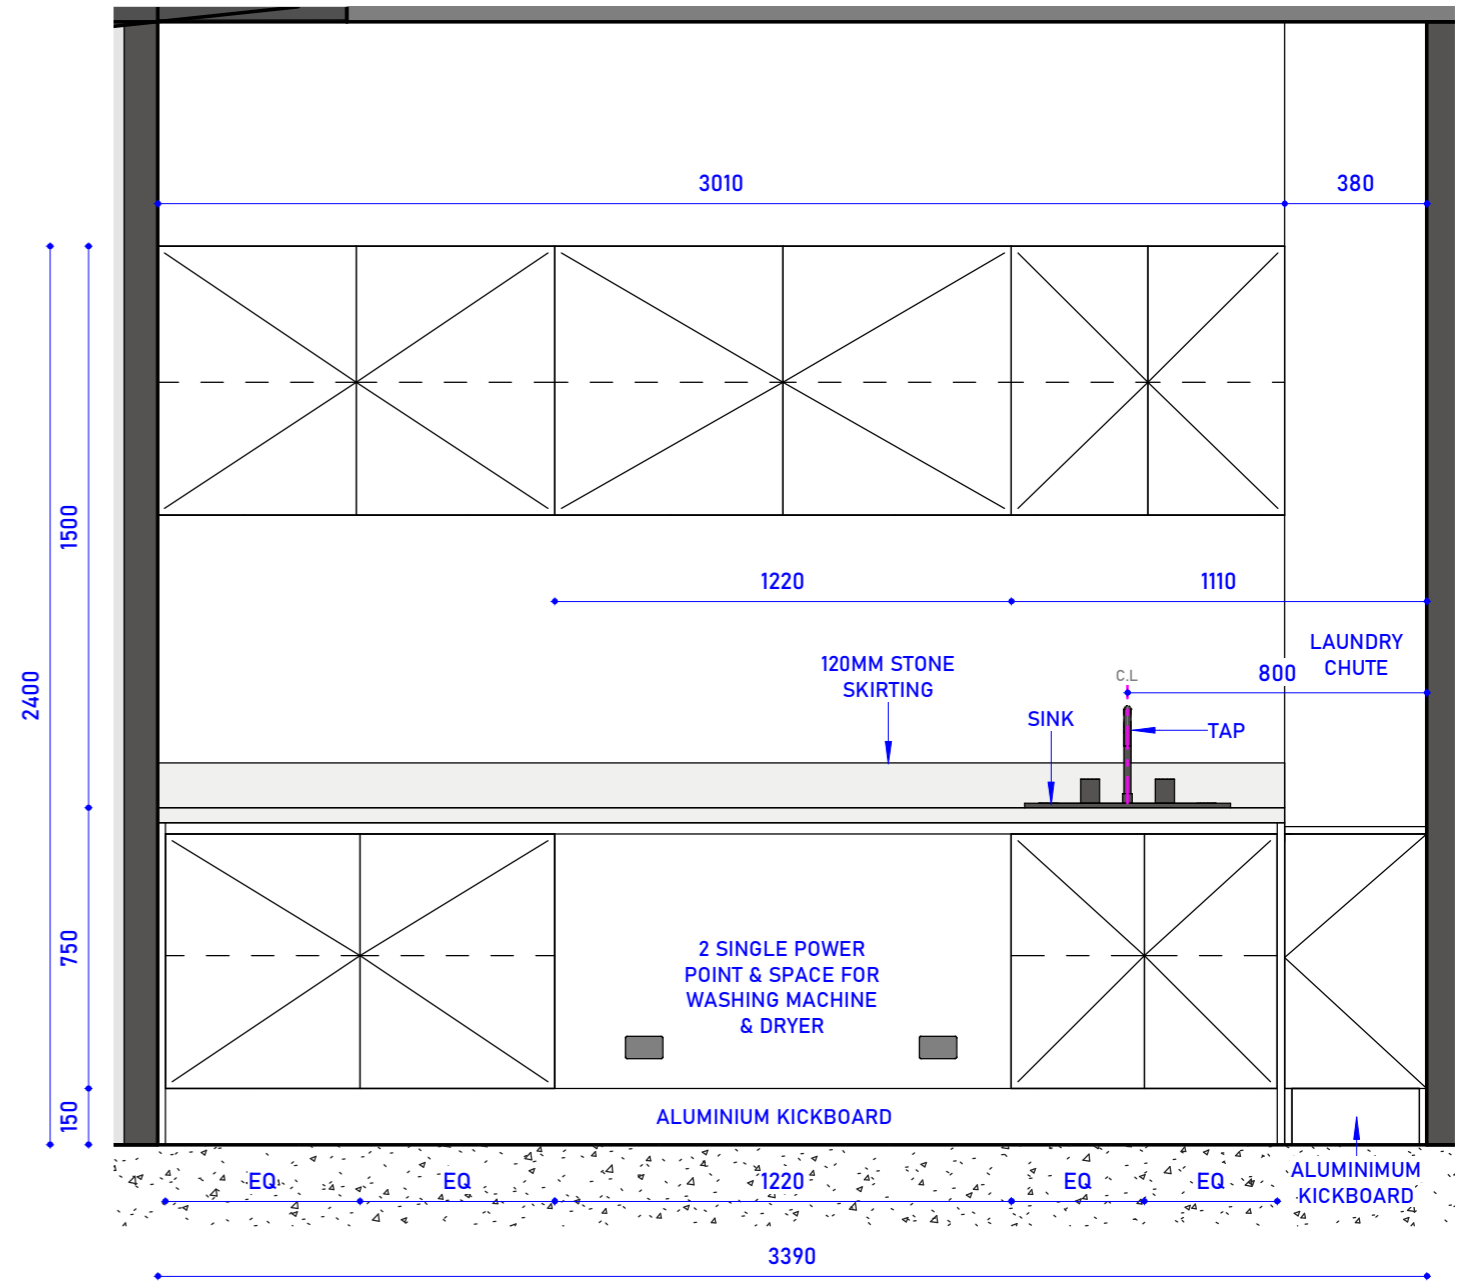 3010
380
1500
1220
1110
2400
120MM STONE
SKIRTING
C.L
800
LAUNDRY
CHUTE
SINK
TAP
750
2 SINGLE POWER
POINT & SPACE FOR
WASHING MACHINE
& DRYER
150
ALUMINIUM KICKBOARD
EQ
EQ
1220
EQ
EQ
ALUMINIMUM
KICKBOARD
3390